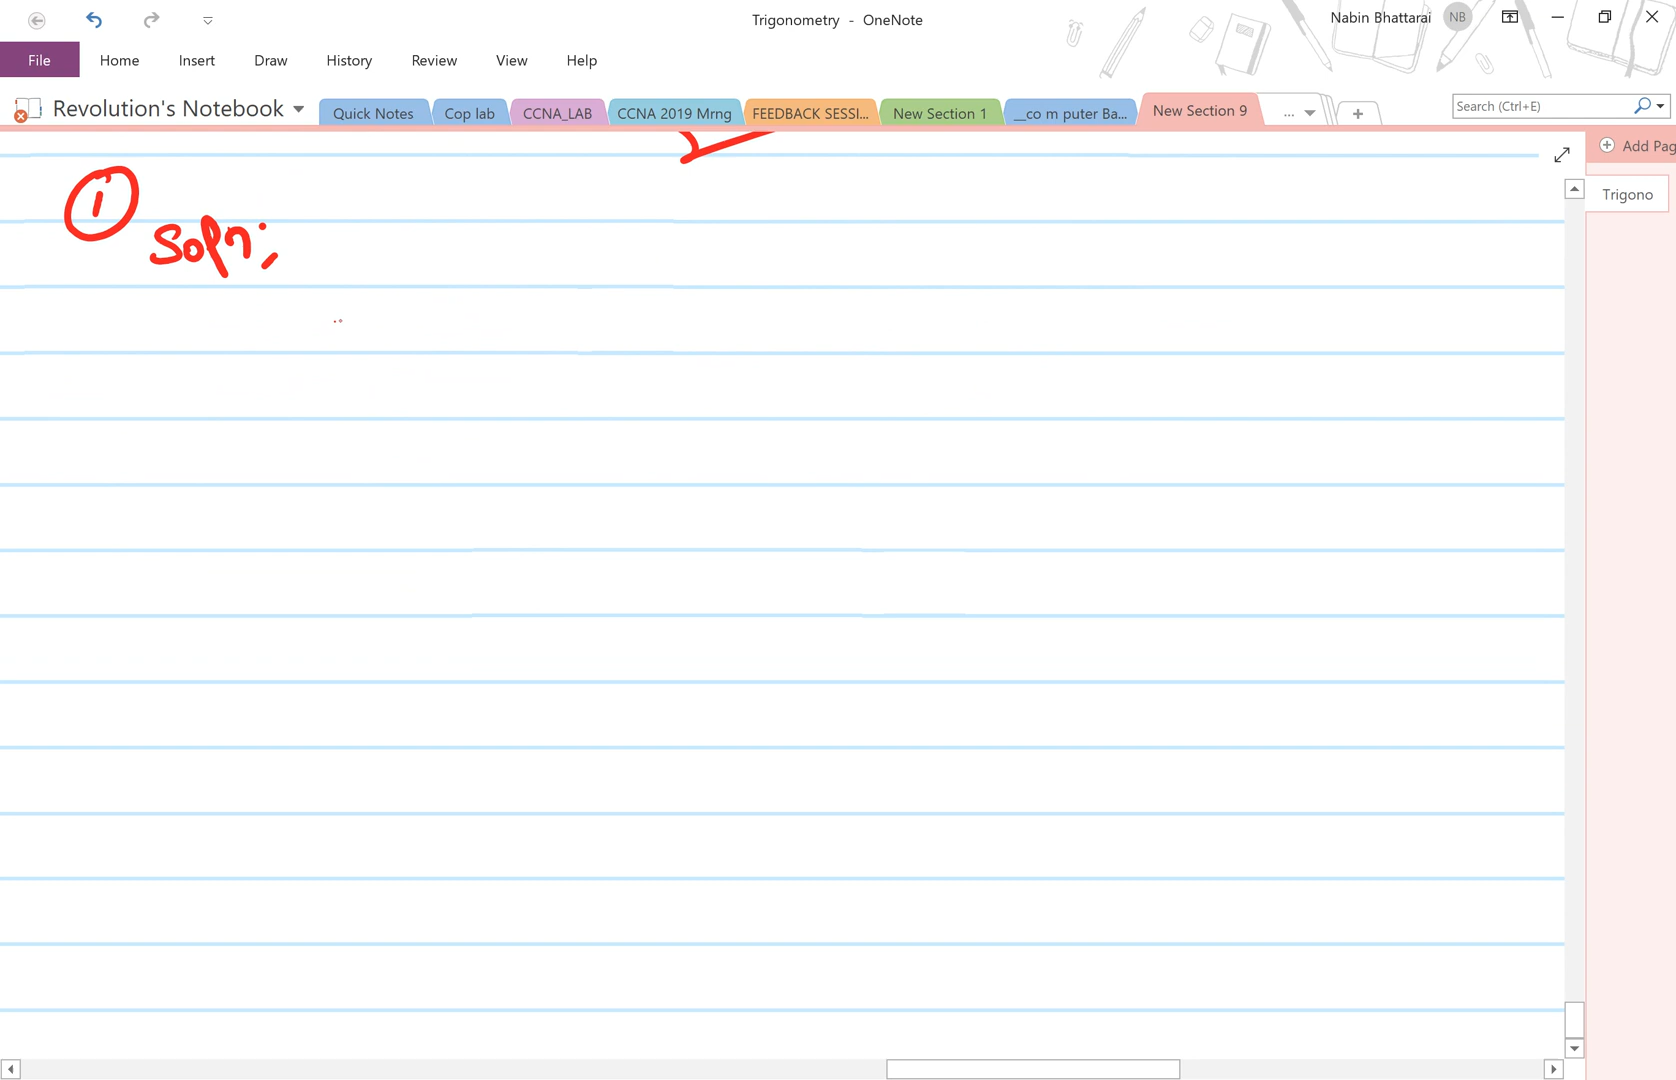 Trigonometry - OneNote
Nabin Bhattarai NB
File Home Insert Draw History Review View Help
Revolution's Notebook
Quick Notes Cop lab CCNA_LAB CCNA 2019 Mrng FEEDBACK SESSI... New Section 1 __co m puter Ba... New Section 9 ...
Search (Ctrl+E)
Add Pag
Trigono
1
Soln;